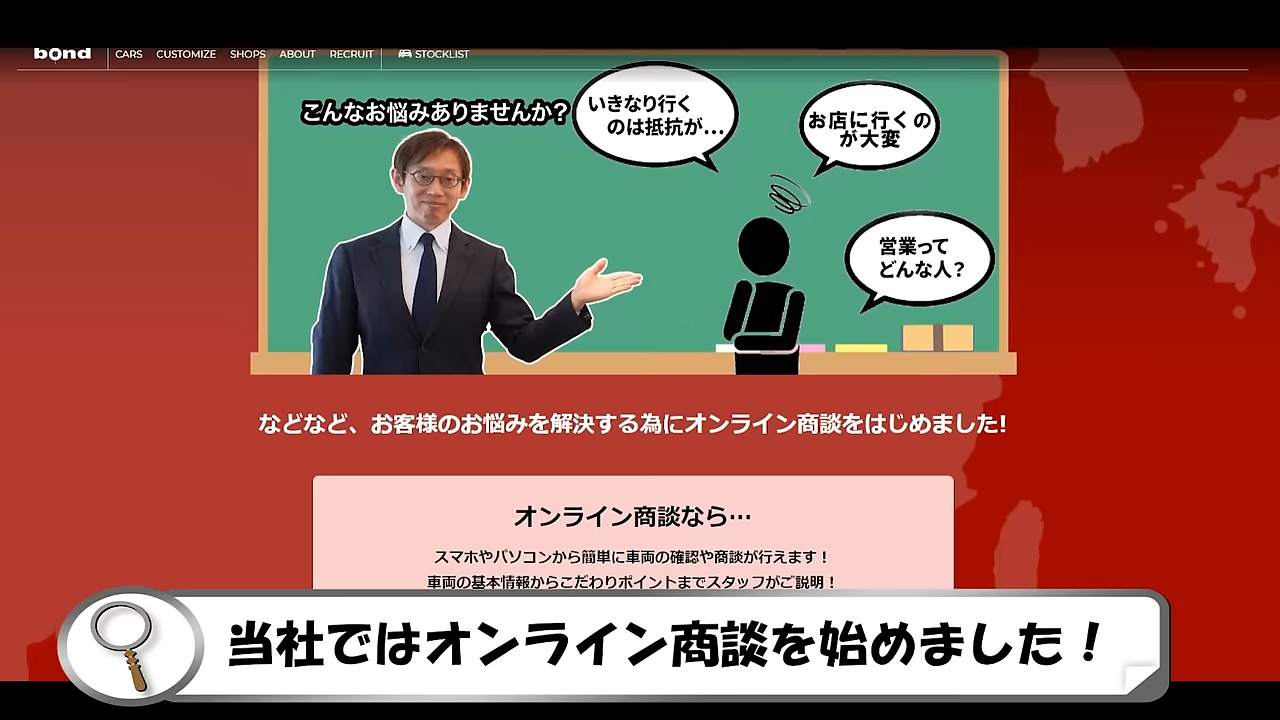 bond
CARS CUSTOMIZE SHOPS ABOUT RECRUIT STOCKLIST
こんなお悩みありませんか?
いきなり行く
のは抵抗が…
お店に行くの
が大変
営業って
どんな人?
などなど、お客様のお悩みを解決する為にオンライン商談をはじめました!
オンライン商談なら…
スマホやパソコンから簡単に車両の確認や商談が行えます！
車両の基本情報からこだわりポイントまでスタッフがご説明！
当社ではオンライン商談を始めました！